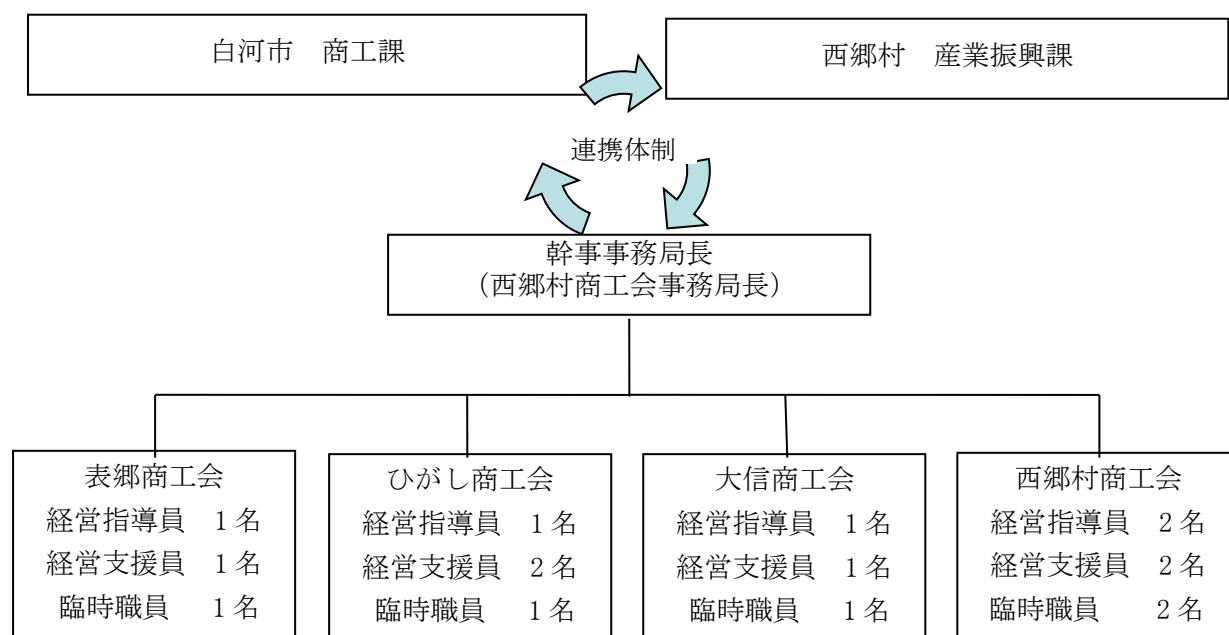 白河市　商工課
西郷村　産業振興課
連携体制
幹事事務局長
（西郷村商工会事務局長）
表郷商工会
経営指導員　1名
経営支援員　1名
臨時職員　1名
ひがし商工会
経営指導員　1名
経営支援員　2名
臨時職員　1名
大信商工会
経営指導員　1名
経営支援員　1名
臨時職員　1名
西郷村商工会
経営指導員　2名
経営支援員　2名
臨時職員　2名